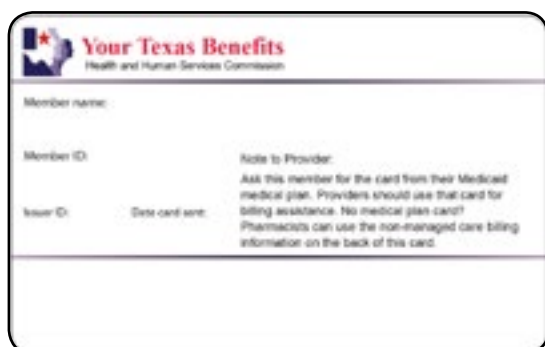 Your Texas Benefits
Health and Human Services Commission
Member name:
Member ID:
Note to Provider:
Ask this member for the card from their Medicaid
medical plan. Providers should use that card for
Issuer ID: Date card sent: billing assistance. No medical plan card?
Pharmacists can use the non-managed care billing
information on the back of this card.